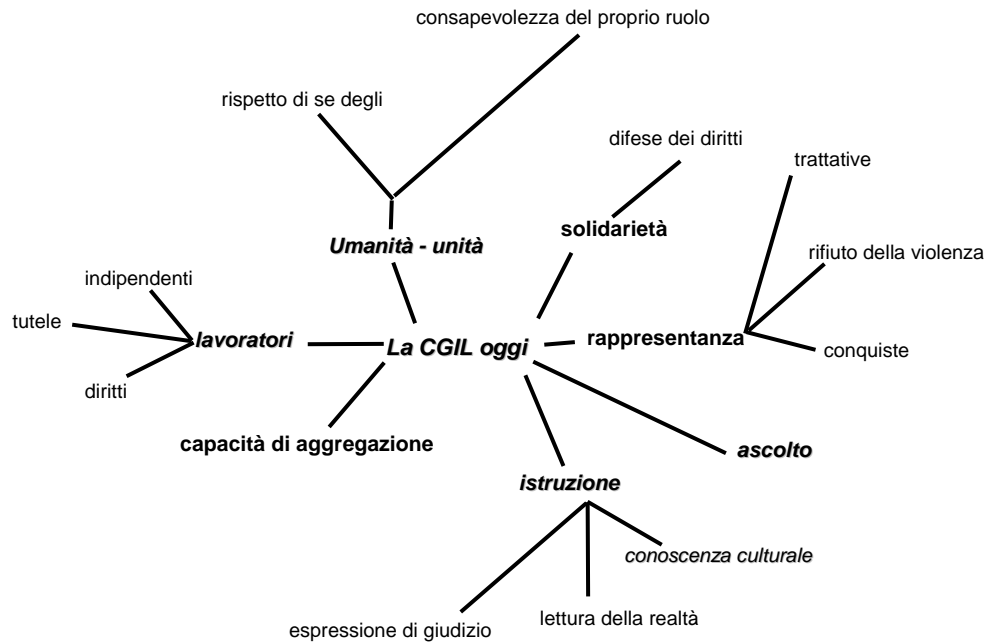 consapevolezza del proprio ruolo
rispetto di se degli
difese dei diritti
trattative
solidarietà
Umanità - unità
rifiuto della violenza
indipendenti
tutele
lavoratori
La CGIL oggi
rappresentanza
conquiste
diritti
capacità di aggregazione
ascolto
istruzione
conoscenza culturale
lettura della realtà
espressione di giudizio